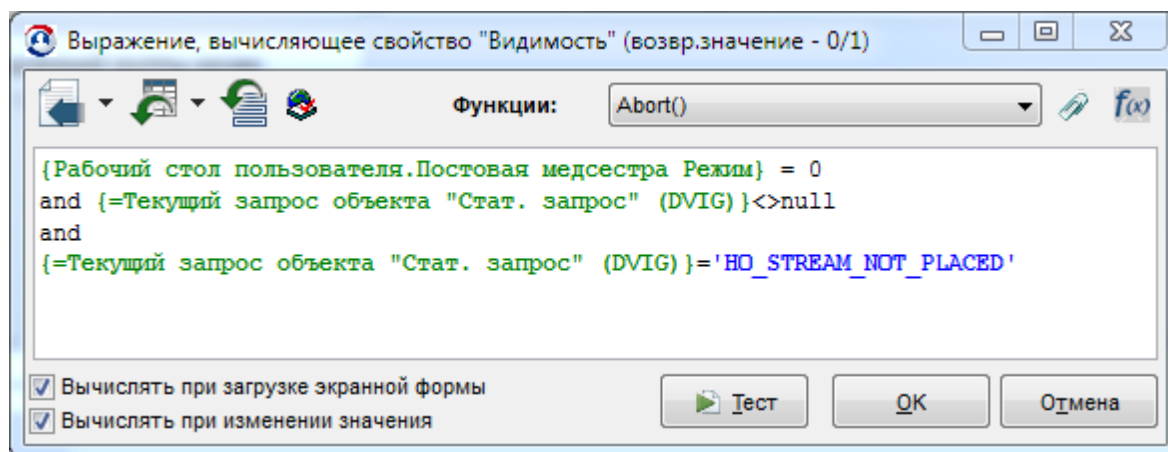 Выражение, вычисляющее свойство "Видимость" (возвр.значение - 0/1)
Функции: Abort() f(x)
{Рабочий стол пользователя.Постовая медсестра Режим} = 0
and {=Текущий запрос объекта "Стат. запрос" (DVIG)}<>null
and
{=Текущий запрос объекта "Стат. запрос" (DVIG)}='HO_STREAM_NOT_PLACED'
Вычислять при загрузке экранной формы
Вычислять при изменении значения
Тест OK Отмена